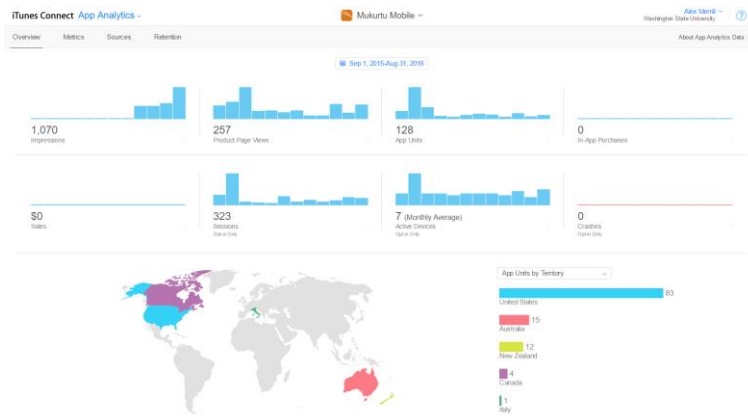 iTunes Connect App Analytics
Mukurtu Mobile
Alex Merrill
Washington State University
?
Overview Metrics Sources Retention
About App Analytics Data
Sep 1, 2015-Aug 31, 2016
1,070
Impressions
257
Product Page Views
128
App Units
0
In-App Purchases
$0
Sales
323
Sessions
Opt-in Only
7 (Monthly Average)
Active Devices
Opt-in Only
0
Crashes
Opt-in Only
App Units by Territory
83
United States
15
Australia
12
New Zealand
4
Canada
1
Italy